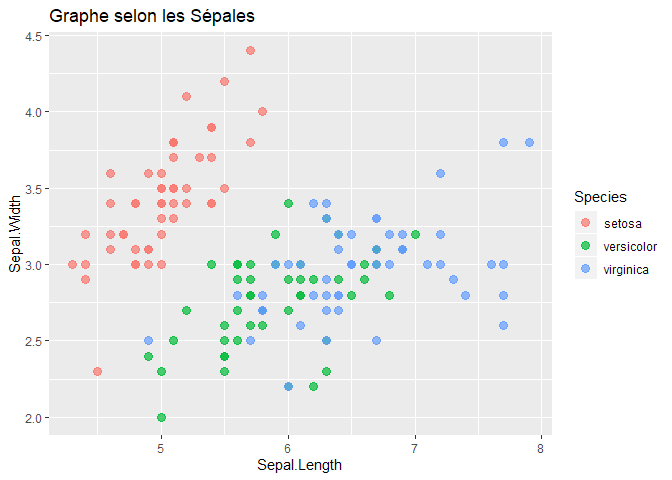 Graphe selon les Sépales
4.5
4.0
3.5
3.0
2.5
2.0
Sepal.Width
5 6 7 8
Sepal.Length
Species
setosa
versicolor
virginica